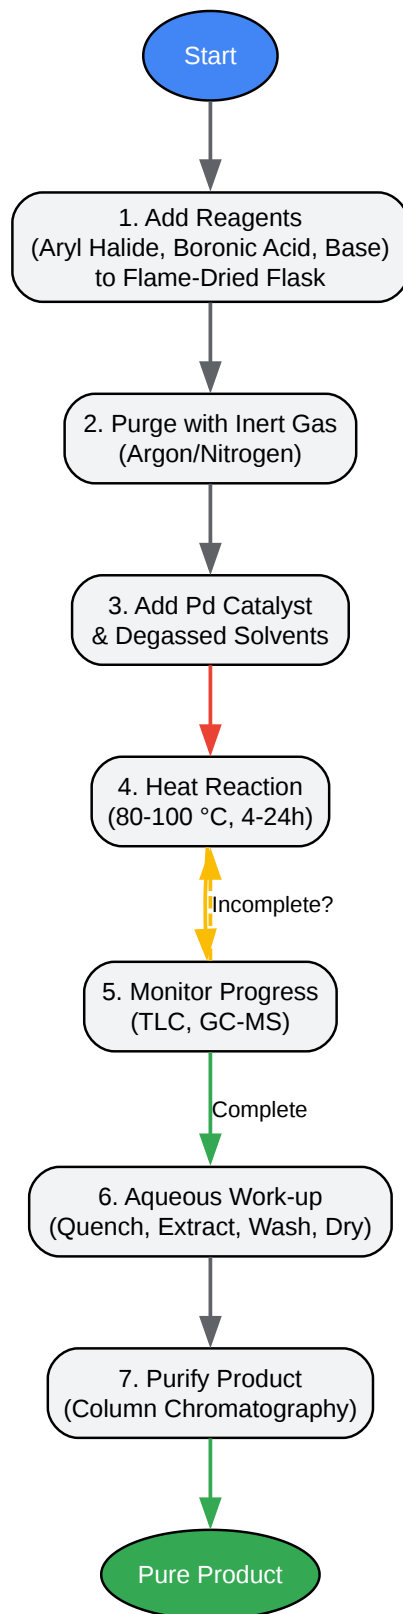 Start
1. Add Reagents
(Aryl Halide, Boronic Acid, Base)
to Flame-Dried Flask
2. Purge with Inert Gas
(Argon/Nitrogen)
3. Add Pd Catalyst
& Degassed Solvents
4. Heat Reaction
(80-100 °C, 4-24h)
Incomplete?
5. Monitor Progress
(TLC, GC-MS)
Complete
6. Aqueous Work-up
(Quench, Extract, Wash, Dry)
7. Purify Product
(Column Chromatography)
Pure Product